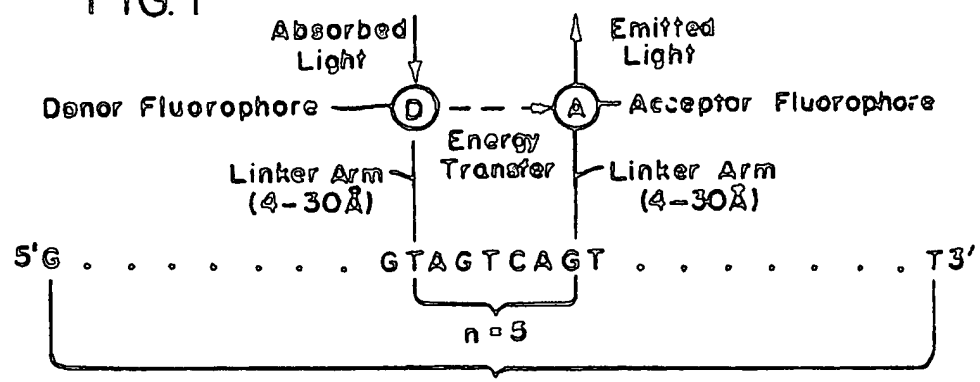 FIG. 1
Absorbed Light
Emitted Light
Donor Fluorophore
D
A
Acceptor Fluorophore
Energy Transfer
Linker Arm (4-30Å)
Linker Arm (4-30Å)
5'G . . . . . . . . . GTAGTCAGT . . . . . . . . . T3'
n = 5